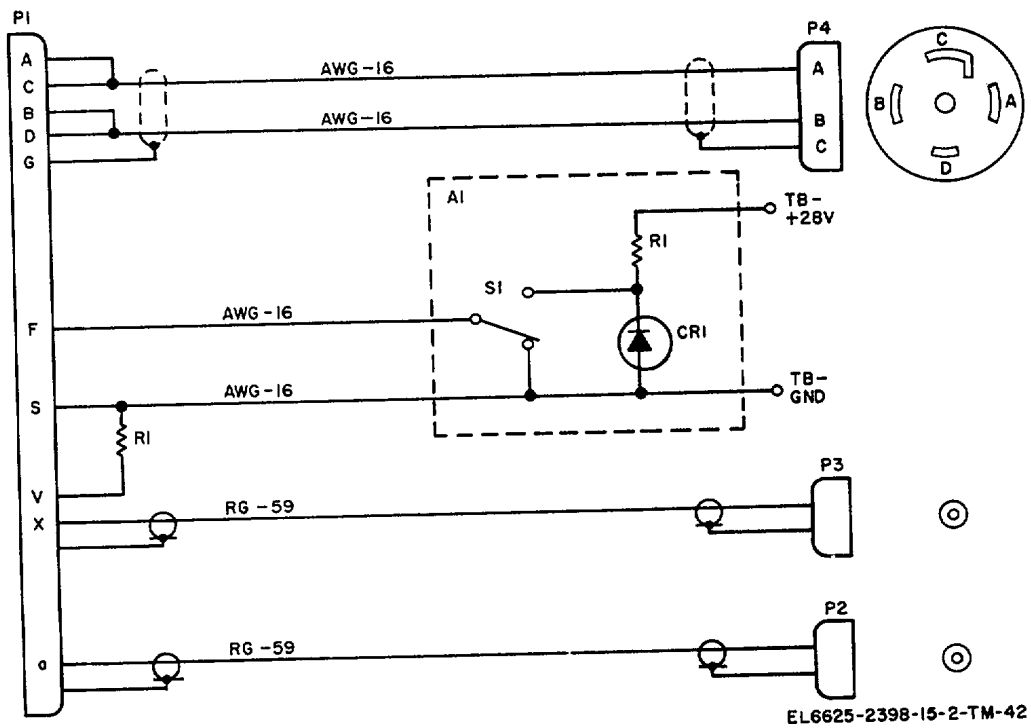 P1
A
C
B
D
G
F
S
V
X
a
AWG-16
AWG-16
P4
A
B
C
C
B
A
D
A1
TB-
+28V
R1
S1
CR1
AWG-16
AWG-16
TB-
GND
R1
RG-59
P3
RG-59
P2
EL6625-2398-15-2-TM-42